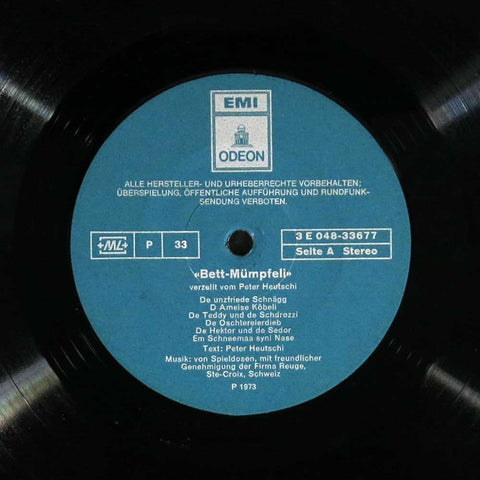 EMI
ODEON
ALLE HERSTELLER- UND URHEBERRECHTE VORBEHALTEN;
ÜBERSPIELUNG, ÖFFENTLICHE AUFFÜHRUNG UND RUNDFUNK-
SENDUNG VERBOTEN.
+ML+ P 33
3 E 048-33677
Seite A Stereo
«Bett-Mümpfeli»
verzellt vom Peter Heutschi
De unzfriede Schnägg
D Ameise Köbeli
De Teddy und de Schdrozzi
De Oschtereierdieb
De Hektor und de Sedor
Em Schneemaa syni Nase
Text: Peter Heutschi
Musik: von Spieldosen, mit freundlicher
Genehmigung der Firma Reuge,
Ste-Croix, Schweiz
P 1973